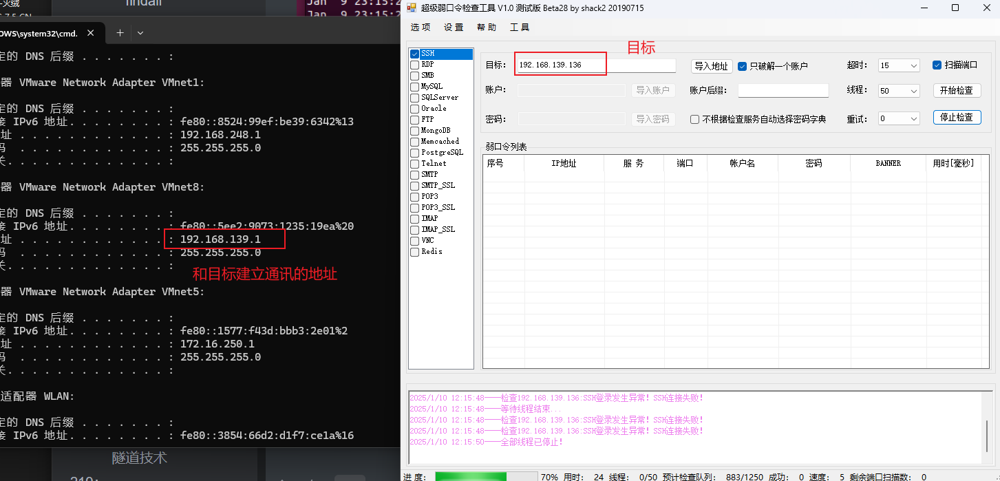 -火绒
findall
Jan  9 23:15:2
-7.5 CN
Jan  9 23:15:2
OWS\system32\cmd.
定的 DNS 后缀 . . . . . . . :
器 VMware Network Adapter VMnet1:
定的 DNS 后缀 . . . . . . . :
接 IPv6 地址. . . . . . . . : fe80::8524:99ef:be39:6342%13
址 . . . . . . . . . . . . : 192.168.248.1
码  . . . . . . . . . . . . : 255.255.255.0
关. . . . . . . . . . . . . :
器 VMware Network Adapter VMnet8:
定的 DNS 后缀 . . . . . . . :
接 IPv6 地址. . . . . . . . : fe80::5ee2:9073:1235:19ea%20
址 . . . . . . . . . . . . : 192.168.139.1
码  . . . . . . . . . . . . : 255.255.255.0
关. . . . . . . . . . . . . :
和目标建立通讯的地址
器 VMware Network Adapter VMnet5:
定的 DNS 后缀 . . . . . . . :
接 IPv6 地址. . . . . . . . : fe80::1577:f43d:bbb3:2e01%2
址 . . . . . . . . . . . . : 172.16.250.1
码  . . . . . . . . . . . . : 255.255.255.0
关. . . . . . . . . . . . . :
适配器 WLAN:
定的 DNS 后缀 . . . . . . . :
接 IPv6 地址. . . . . . . . : fe80::3854:66d2:d1f7:ce1a%16
隧道技术
超级弱口令检查工具 V1.0 测试版 Beta28 by shack2 20190715
选项 设置 帮助 工具
目标
SSH
RDP
SMB
MySQL
SQLServer
Oracle
FTP
MongoDB
Memcached
PostgreSQL
Telnet
SMTP
SMTP_SSL
POP3
POP3_SSL
IMAP
IMAP_SSL
VNC
Redis
目标： 192.168.139.136 导入地址 只破解一个账户 超时： 15 扫描端口
账户： 导入账户 账户后缀： 线程： 50 开始检查
密码： 导入密码 不根据检查服务自动选择密码字典 重试： 0 停止检查
弱口令列表
序号 IP地址 服 务 端口 帐户名 密码 BANNER 用时[毫秒]
2025/1/10 12:15:48----检查192.168.139.136:SSH登录发生异常！SSH连接失败！
2025/1/10 12:15:48----等待线程结束...
2025/1/10 12:15:48----检查192.168.139.136:SSH登录发生异常！SSH连接失败！
2025/1/10 12:15:48----检查192.168.139.136:SSH登录发生异常！SSH连接失败！
2025/1/10 12:15:50----全部线程已停止！
进 度： 70% 用时： 24 线程： 0/50 预计检查队列： 883/1250 成功： 0 速度： 5 剩余端口扫描数： 0